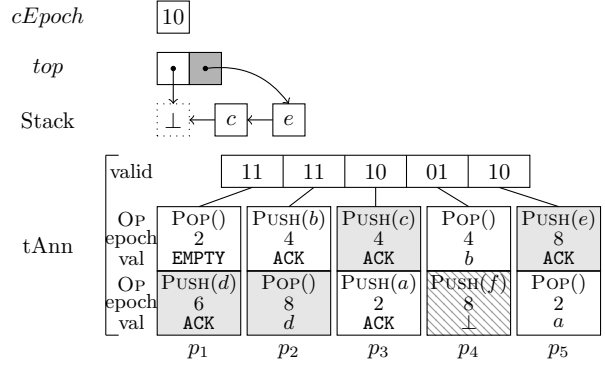 cEpoch 10
top
Stack ⊥ c e
valid 11 11 10 01 10
tAnn
OP POP() PUSH(b) PUSH(c) POP() PUSH(e)
epoch 2 4 4 4 8
val EMPTY ACK ACK b ACK
OP PUSH(d) POP() PUSH(a) PUSH(f) POP()
epoch 6 8 2 8 2
val ACK d ACK ⊥ a
p1 p2 p3 p4 p5